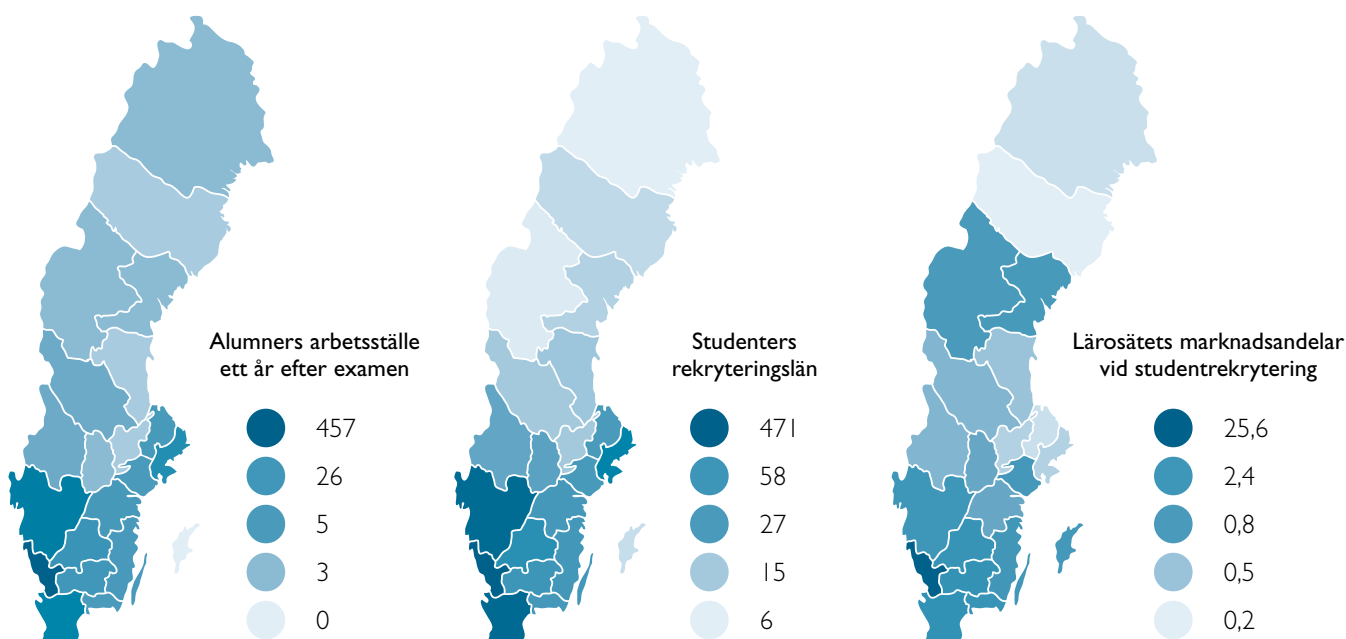 Alumners arbetsställe
ett år efter examen
457
26
5
3
0
Studenters
rekryteringslän
471
58
27
15
6
Lärosätets marknadsandelar
vid studentrekrytering
25,6
2,4
0,8
0,5
0,2